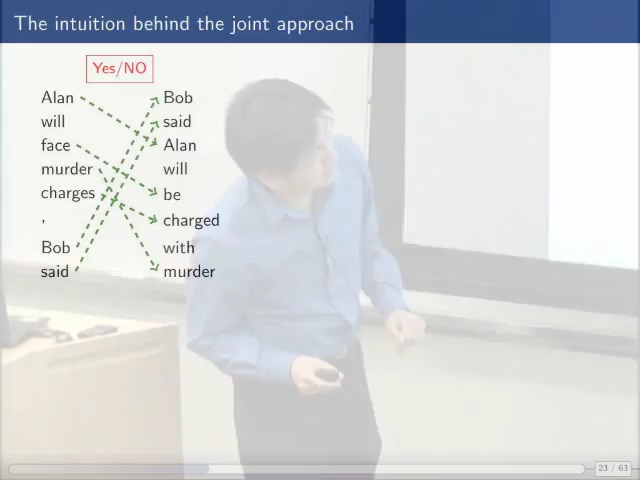 The intuition behind the joint approach
Yes/NO
Alan
will
face
murder
charges
,
Bob
said
Bob
said
Alan
will
be
charged
with
murder
23 / 63